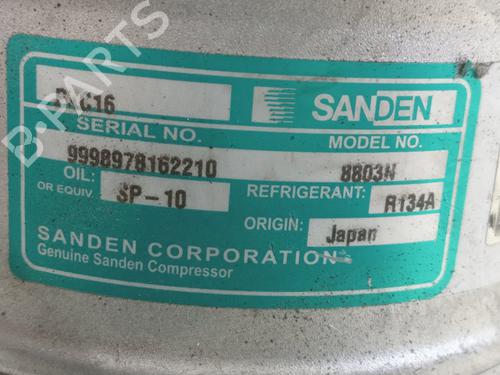 SANDEN
SERIAL NO.
MODEL NO.
9998978162210
8803N
OIL:
OR EQUIV.
SP-10
REFRIGERANT:
R134A
ORIGIN:
Japan
SANDEN CORPORATION
Genuine Sanden Compressor
B-PARTS